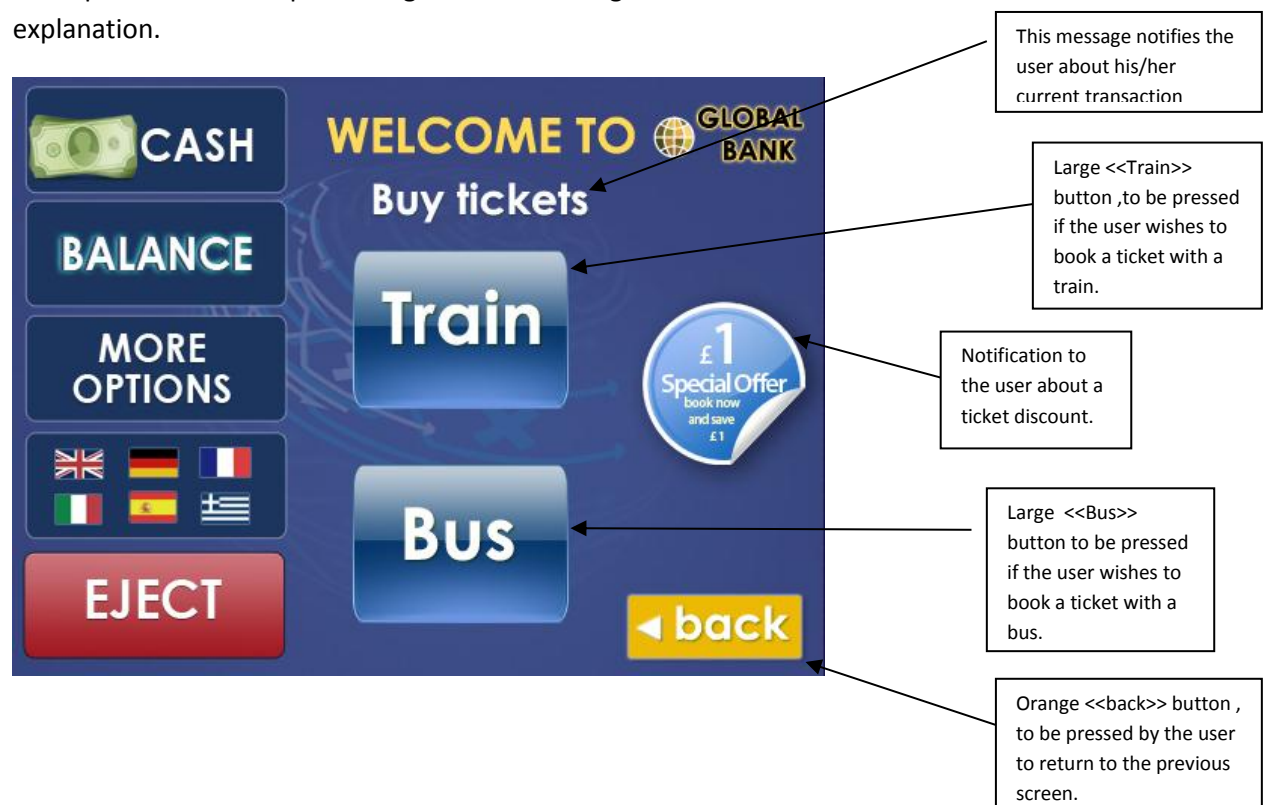 explanation.
This message notifies the
user about his/her
current transaction
CASH
WELCOME TO
GLOBAL
BANK
Buy tickets
Large <<Train>>
button ,to be pressed
if the user wishes to
book a ticket with a
train.
BALANCE
Train
MORE
OPTIONS
£1
Special Offer
book now
and save
£1
Notification to
the user about a
ticket discount.
Bus
Large <<Bus>>
button to be pressed
if the user wishes to
book a ticket with a
bus.
EJECT
back
Orange <<back>> button ,
to be pressed by the user
to return to the previous
screen.